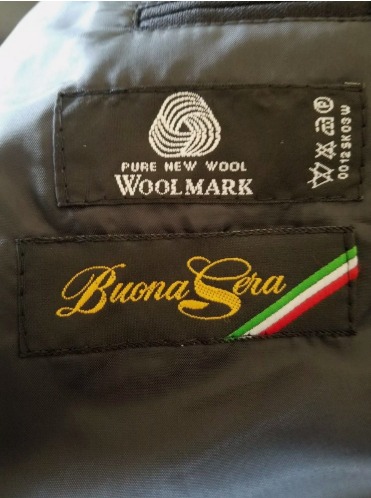 PURE NEW WOOL
WOOLMARK
0012SK03W
Buona Sera